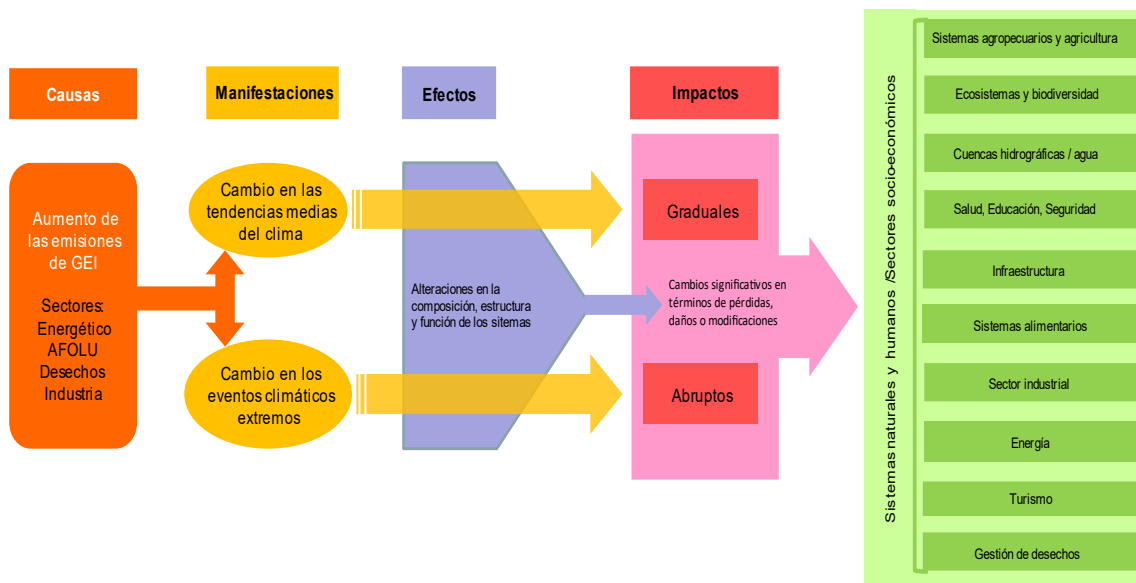 Causas
Manifestaciones
Efectos
Impactos
Aumento de
las emisiones
de GEI
Sectores:
Energético
AFOLU
Desechos
Industria
Cambio en las
tendencias medias
del clima
Cambio en los
eventos climáticos
extremos
Alteraciones en la
composición, estructura
y función de los sitemas
Graduales
Cambios significativos en
términos de pérdidas,
daños o modificaciones
Abruptos
Sistemas naturales y humanos /Sectores socio-económicos
Sistemas agropecuarios y agricultura
Ecosistemas y biodiversidad
Cuencas hidrográficas / agua
Salud, Educación, Seguridad
Infraestructura
Sistemas alimentarios
Sector industrial
Energía
Turismo
Gestión de desechos